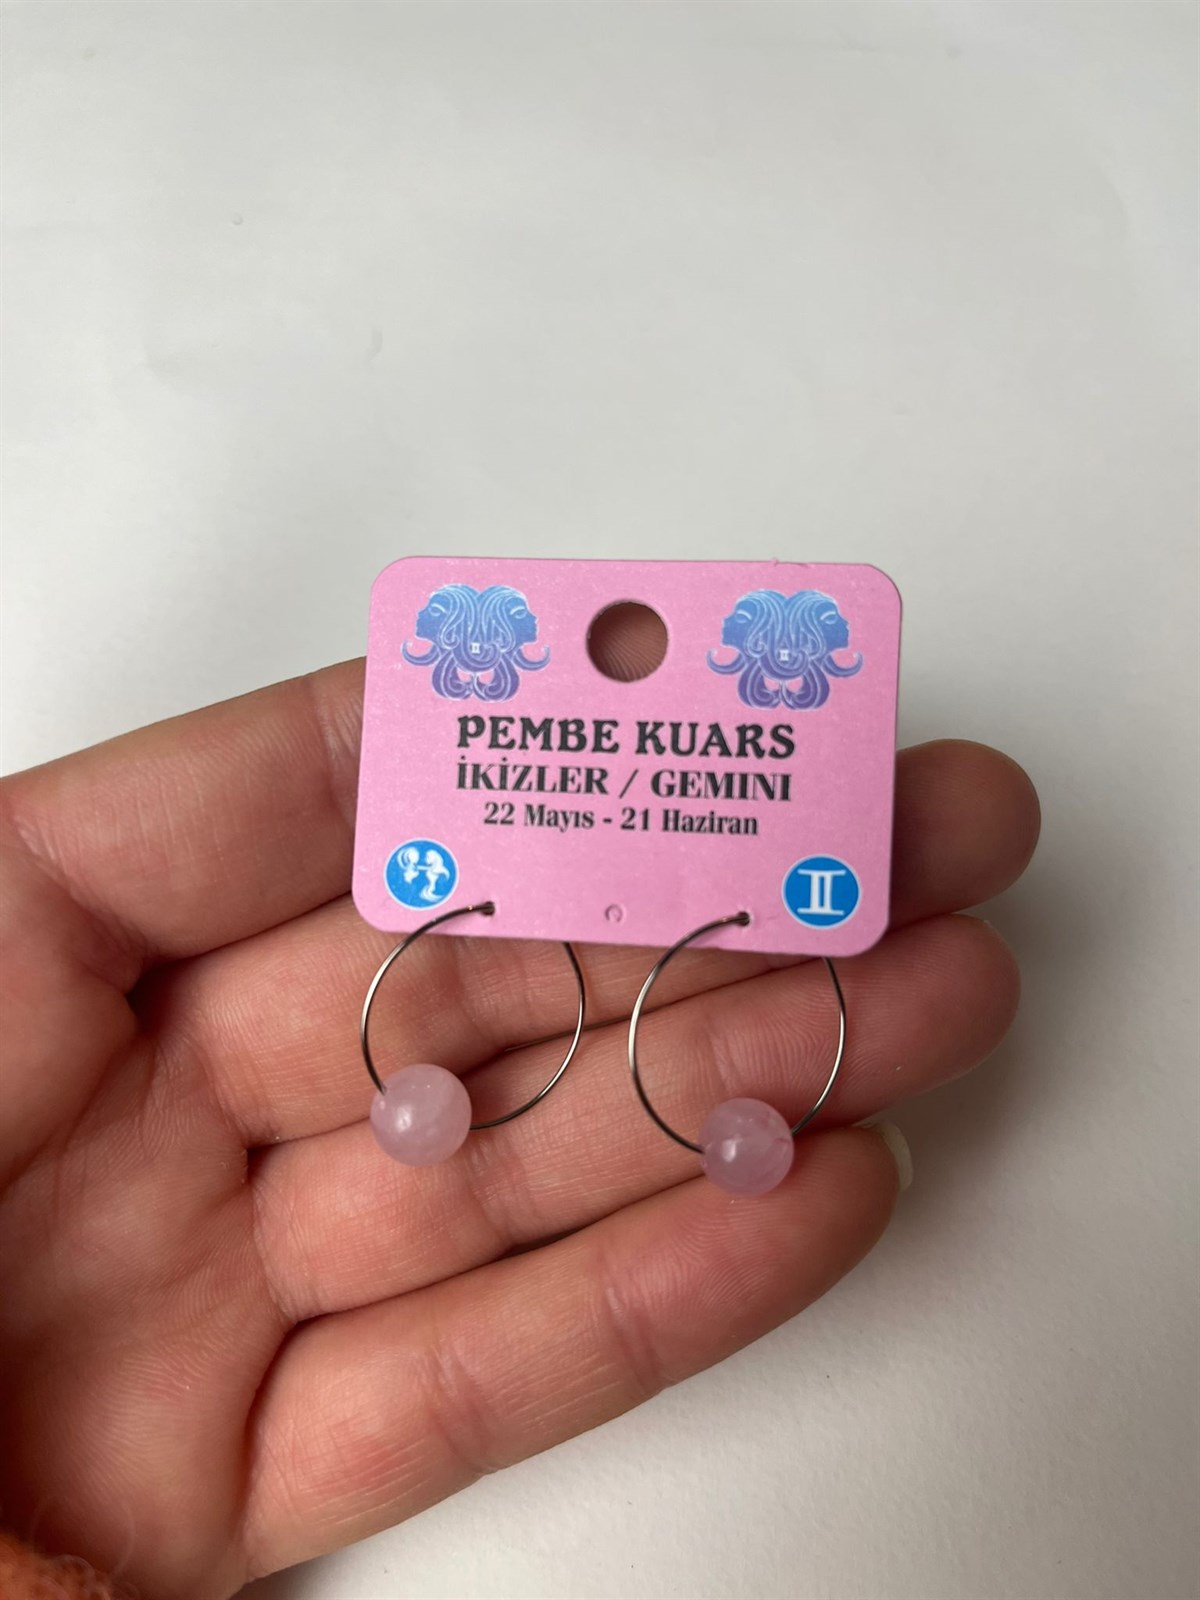 PEMBE KUARS
İKİZLER / GEMINI
22 Mayıs - 21 Haziran